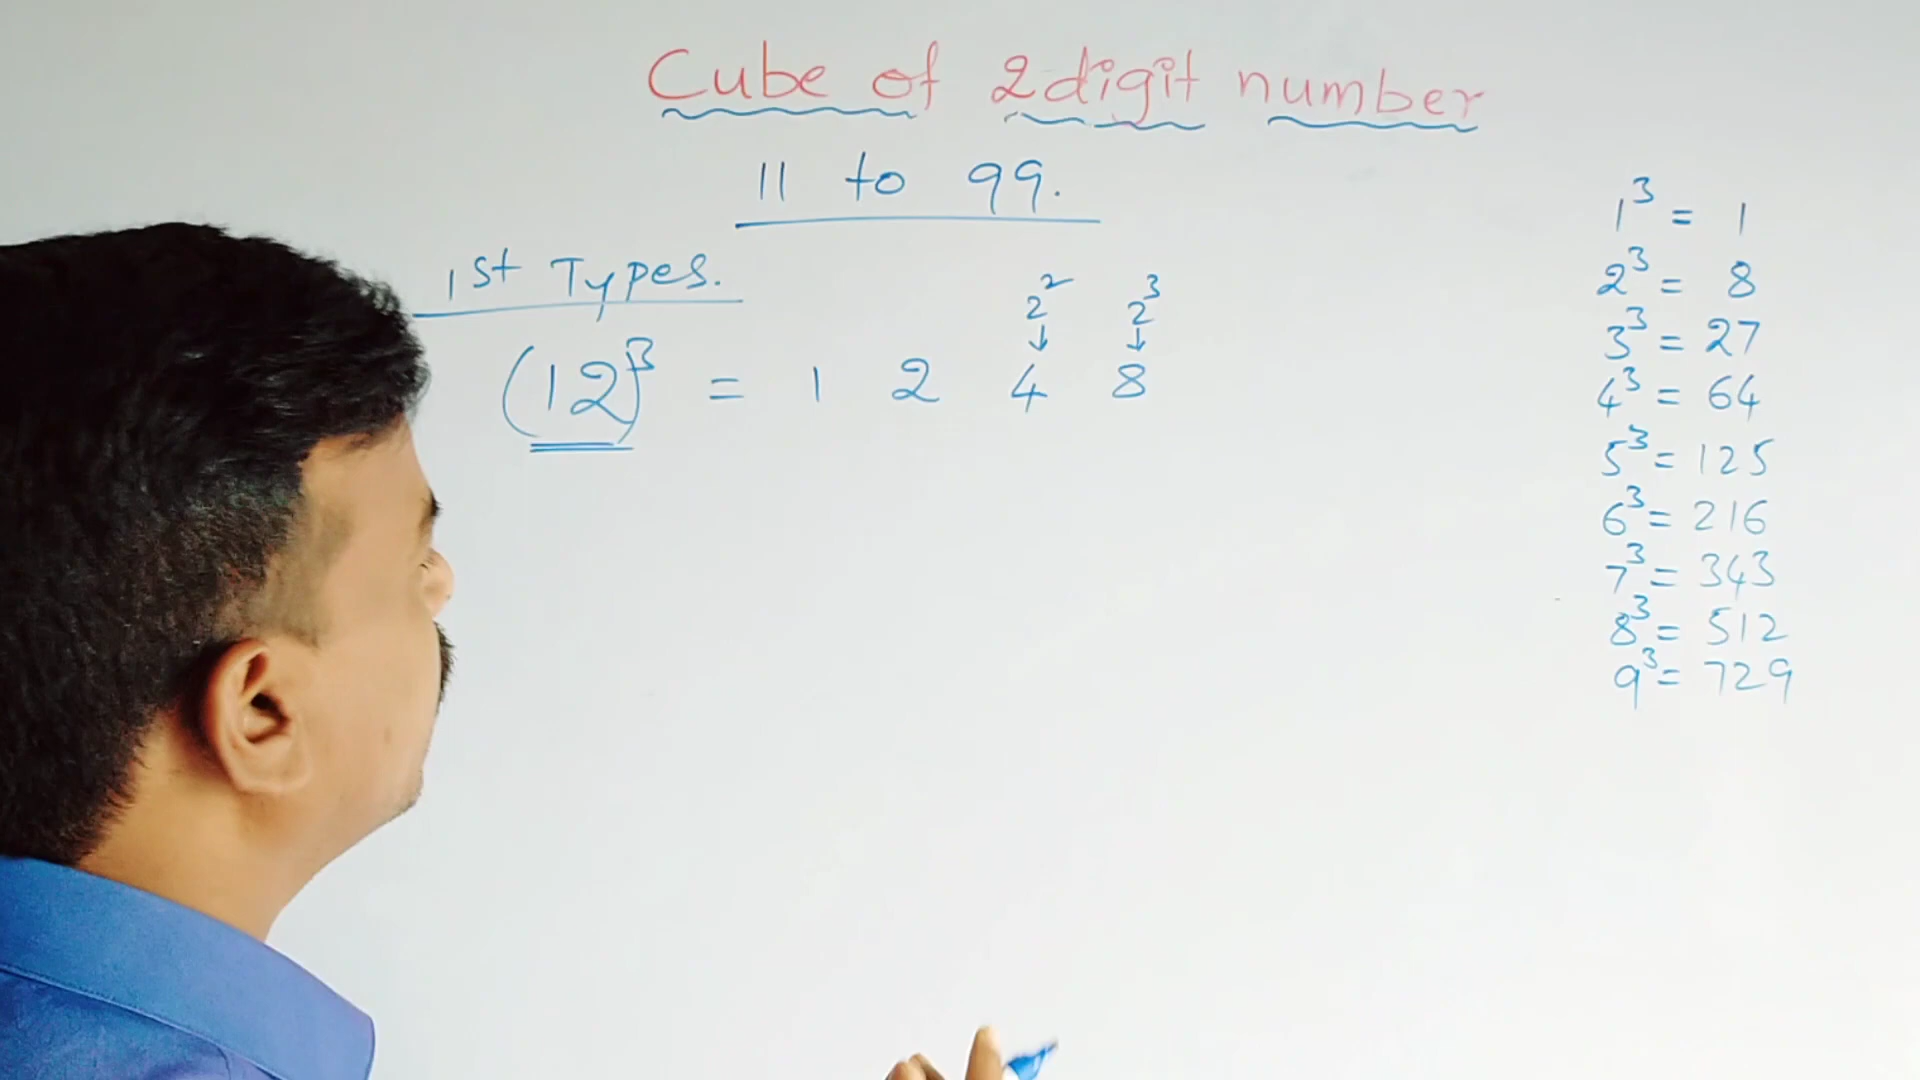 Cube of 2digit number
11 to 99.
1st Types.
2² 2³
↓ ↓
(12)³ = 1 2 4 8
1³ = 1
2³ = 8
3³ = 27
4³ = 64
5³ = 125
6³ = 216
7³ = 343
8³ = 512
9³ = 729